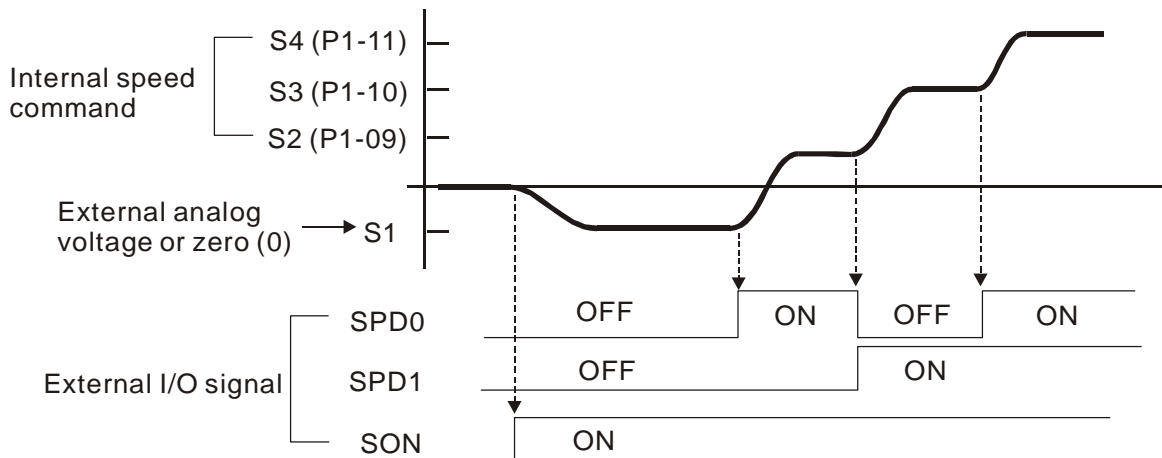 S4 (P1-11)
Internal speed
command
S3 (P1-10)
S2 (P1-09)
External analog
voltage or zero (0)
S1
SPD0
OFF
ON
OFF
ON
External I/O signal
SPD1
OFF
ON
SON
ON